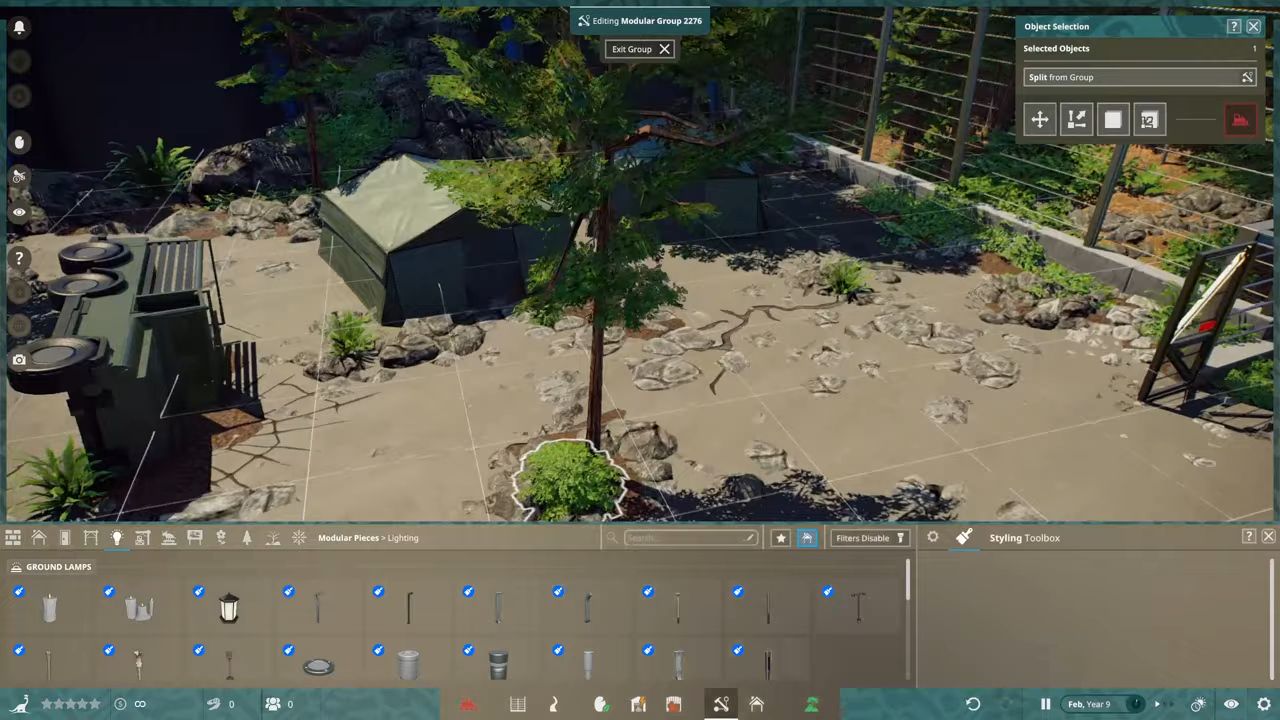 Editing Modular Group 2276
Exit Group
Object Selection
?
Selected Objects 1
Split from Group
12
?
Modular Pieces > Lighting
Search...
Filters Disable
Styling Toolbox
?
GROUND LAMPS
0
0
Feb, Year 9